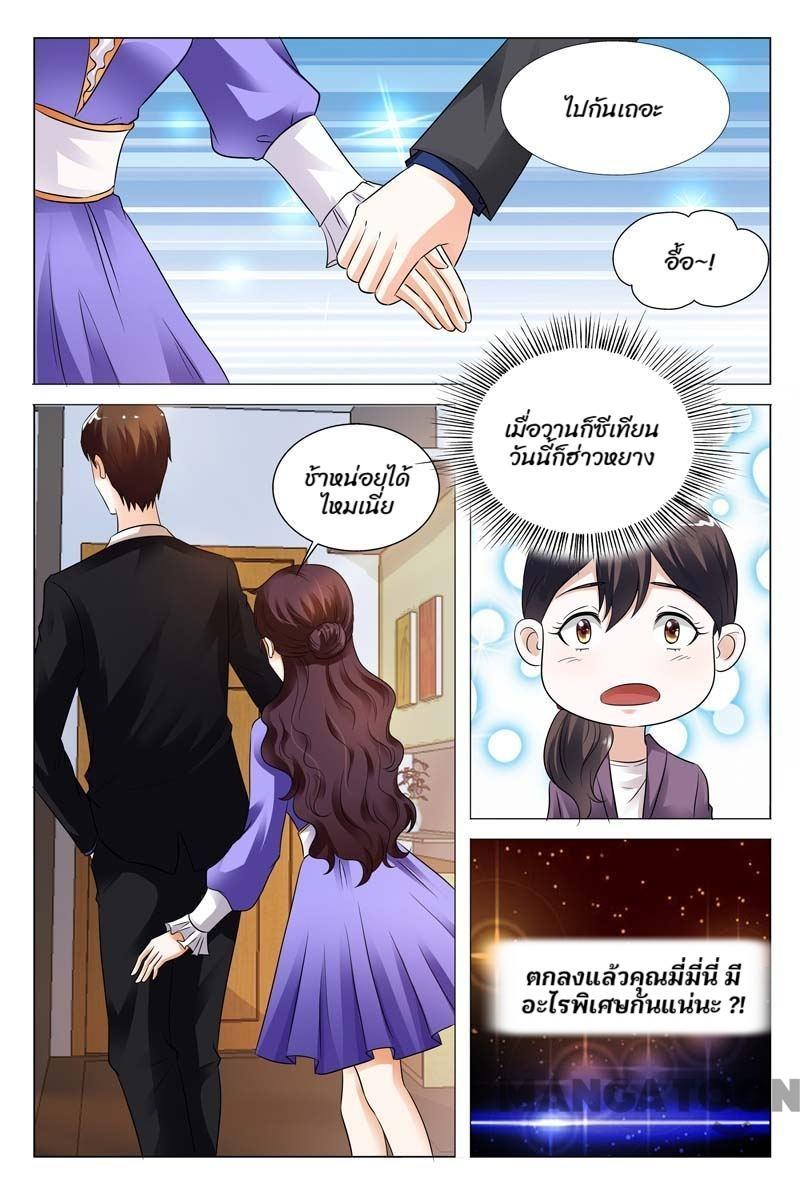 ไปกันเถอะ
อื้อ~!
เมื่อวานก็ซีเทียน
วันนี้ก็ฮ่าวหยาง
ช้าหน่อยได้
ไหมเนี่ย
ตกลงแล้วคุณมี่มี่นี่ มี
อะไรพิเศษกันแน่นะ ?!
MANGATOON